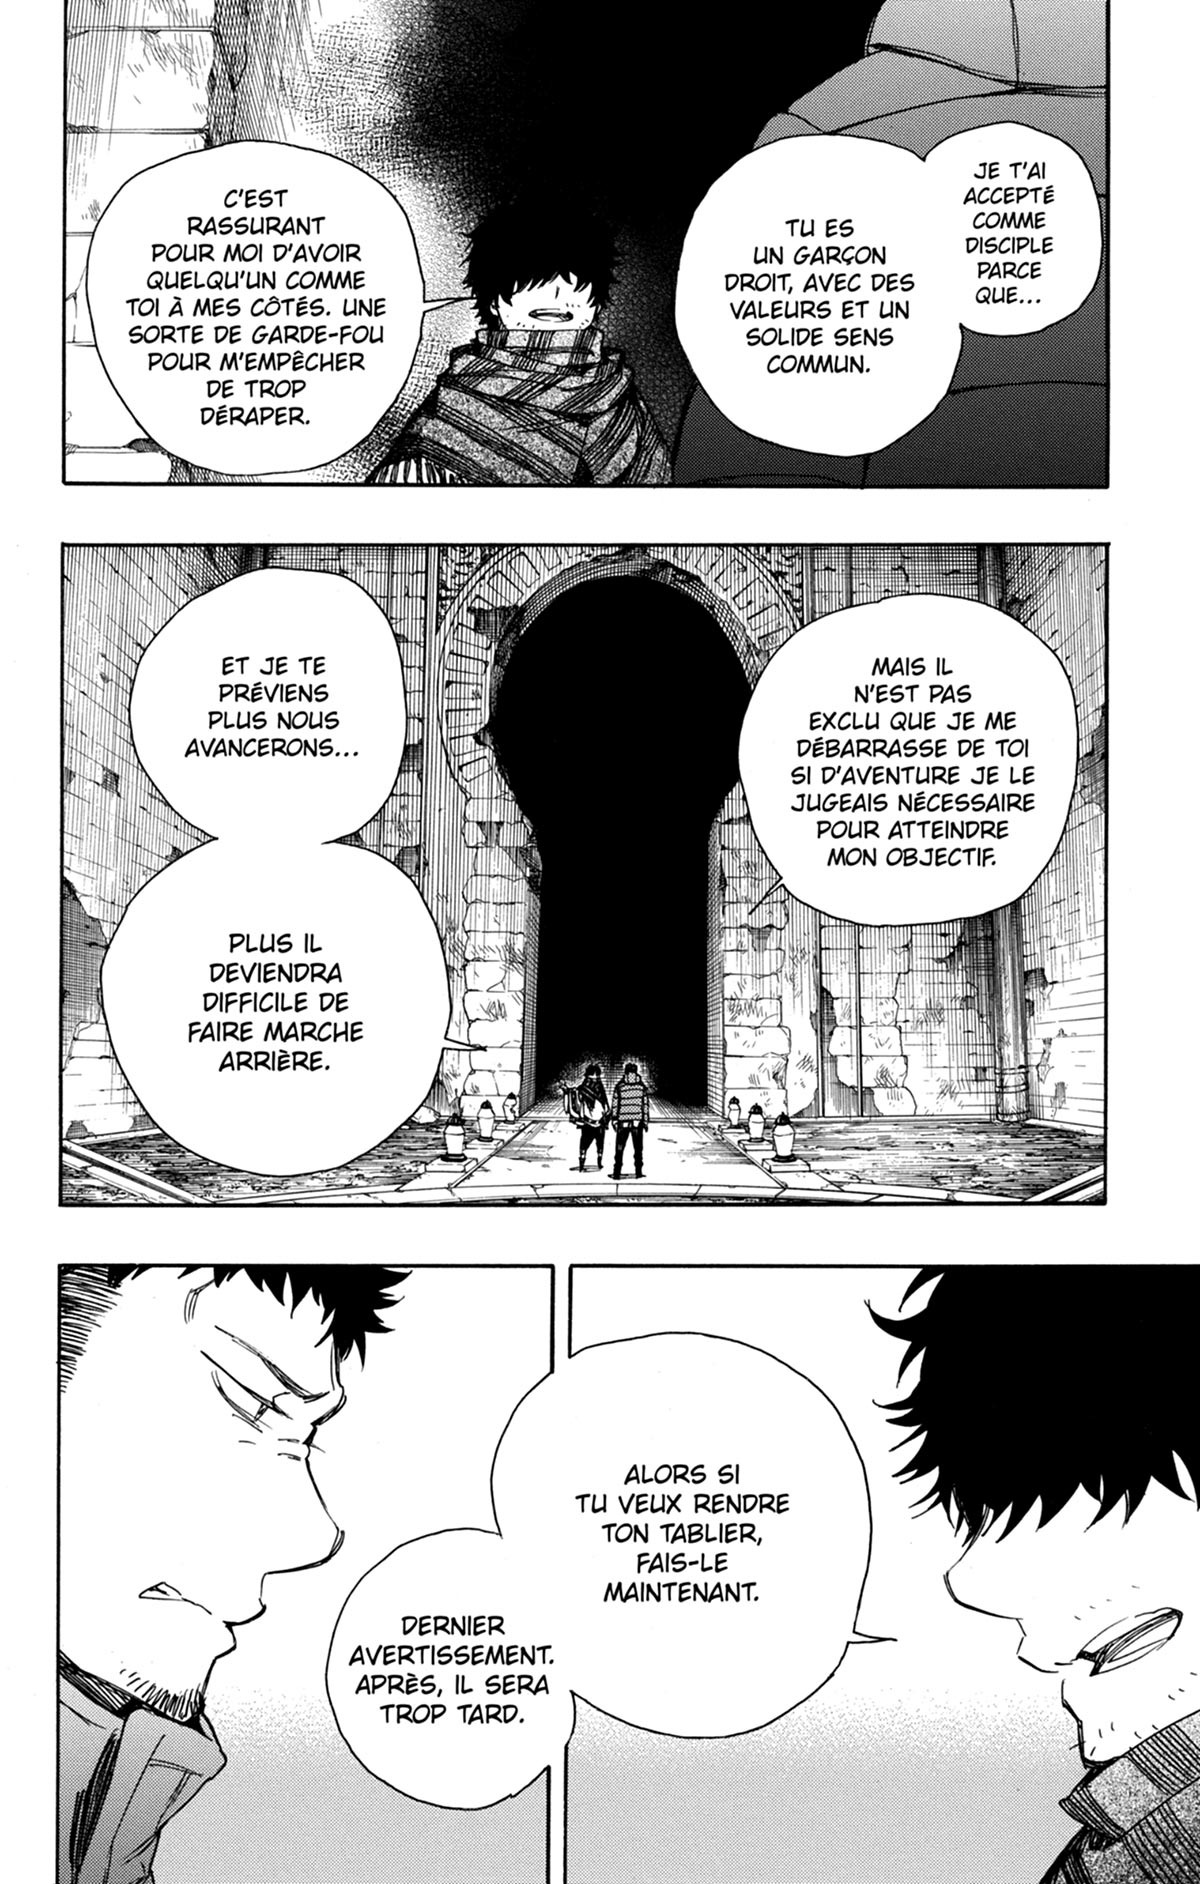 JE T'AI
ACCEPTÉ
COMME
DISCIPLE
PARCE
QUE...
TU ES
UN GARÇON
DROIT, AVEC DES
VALEURS ET UN
SOLIDE SENS
COMMUN.
C'EST
RASSURANT
POUR MOI D'AVOIR
QUELQU'UN COMME
TOI À MES CÔTÉS. UNE
SORTE DE GARDE-FOU
POUR M'EMPÊCHER
DE TROP
DÉRAPER.
MAIS IL
N'EST PAS
EXCLU QUE JE ME
DÉBARRASSE DE TOI
SI D'AVENTURE JE LE
JUGEAIS NÉCESSAIRE
POUR ATTEINDRE
MON OBJECTIF.
ET JE TE
PRÉVIENS
PLUS NOUS
AVANCERONS...
PLUS IL
DEVIENDRA
DIFFICILE DE
FAIRE MARCHE
ARRIÈRE.
ALORS SI
TU VEUX RENDRE
TON TABLIER,
FAIS-LE
MAINTENANT.
DERNIER
AVERTISSEMENT.
APRÈS, IL SERA
TROP TARD.